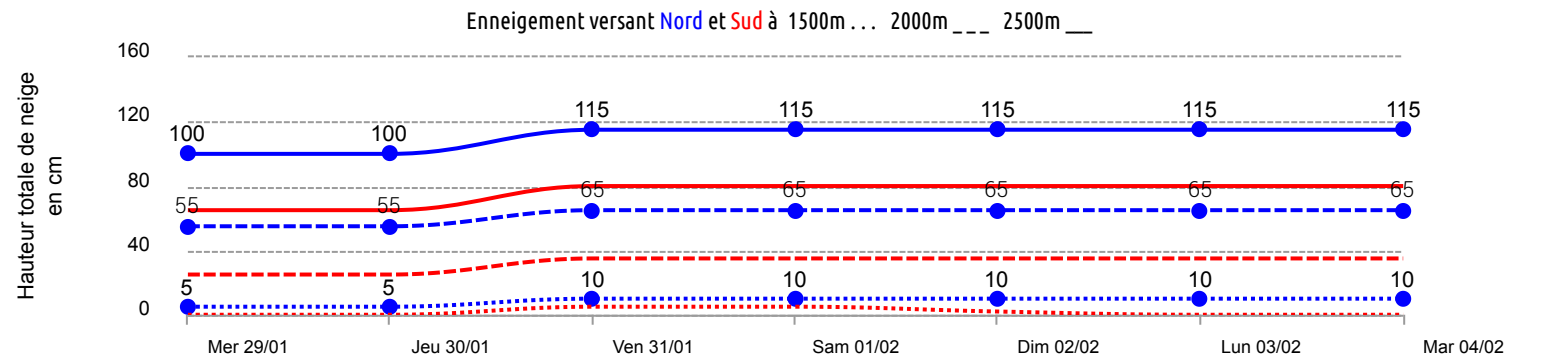 Enneigement versant Nord et Sud à 1500m . . . 2000m _ _ _ 2500m __
Hauteur totale de neige
en cm
160
120
80
40
0
100 100 115 115 115 115 115
55 55 65 65 65 65 65
5 5 10 10 10 10 10
Mer 29/01 Jeu 30/01 Ven 31/01 Sam 01/02 Dim 02/02 Lun 03/02 Mar 04/02